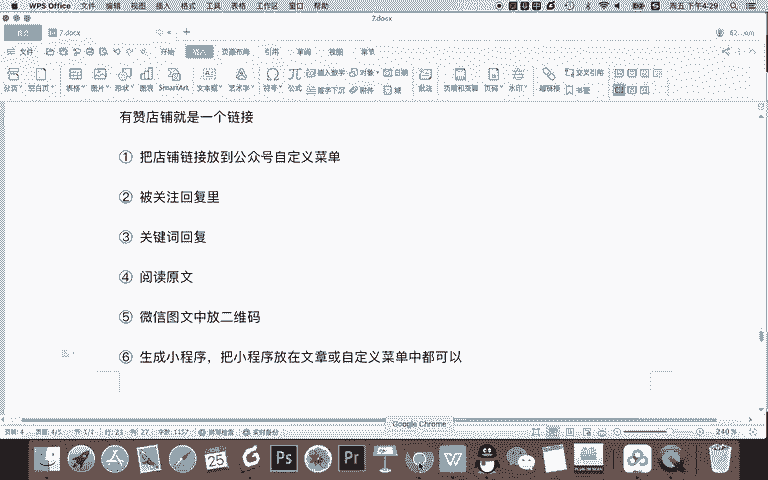 WPS Office 文件 编辑 视图 插入 格式 工具 表格 工作区 窗口 帮助
周五下午4:29
7.docx
7.docx
文件 开始 插入 页面布局 引用 审阅 视图 章节
分页 空白页 表格 图片 形状 图表 SmartArt 文本框 艺术字 符号 公式 插入数字 对象 日期 批注 页眉和页脚 页码 水印 超链接 交叉引用
首字下沉 附件 域 书签
有赞店铺就是一个链接
① 把店铺链接放到公众号自定义菜单
② 被关注回复里
③ 关键词回复
④ 阅读原文
⑤ 微信图文中放二维码
⑥ 生成小程序，把小程序放在文章或自定义菜单中都可以
Google Chrome
240%
25
Ps
Pr